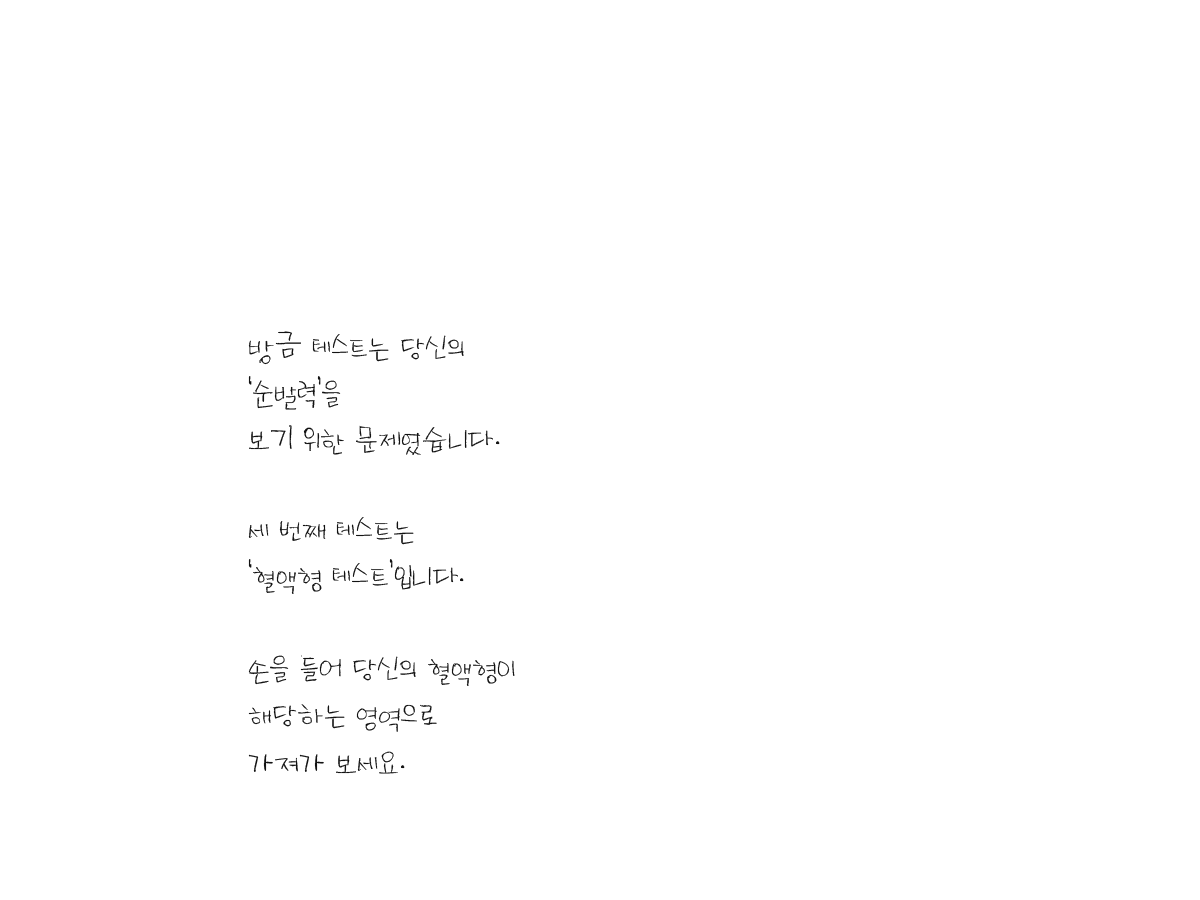 방금 테스트는 당신의
'순발력'을
보기 위한 문제였습니다.
세 번째 테스트는
'혈액형 테스트'입니다.
손을 들어 당신의 혈액형이
해당하는 영역으로
가져가 보세요.